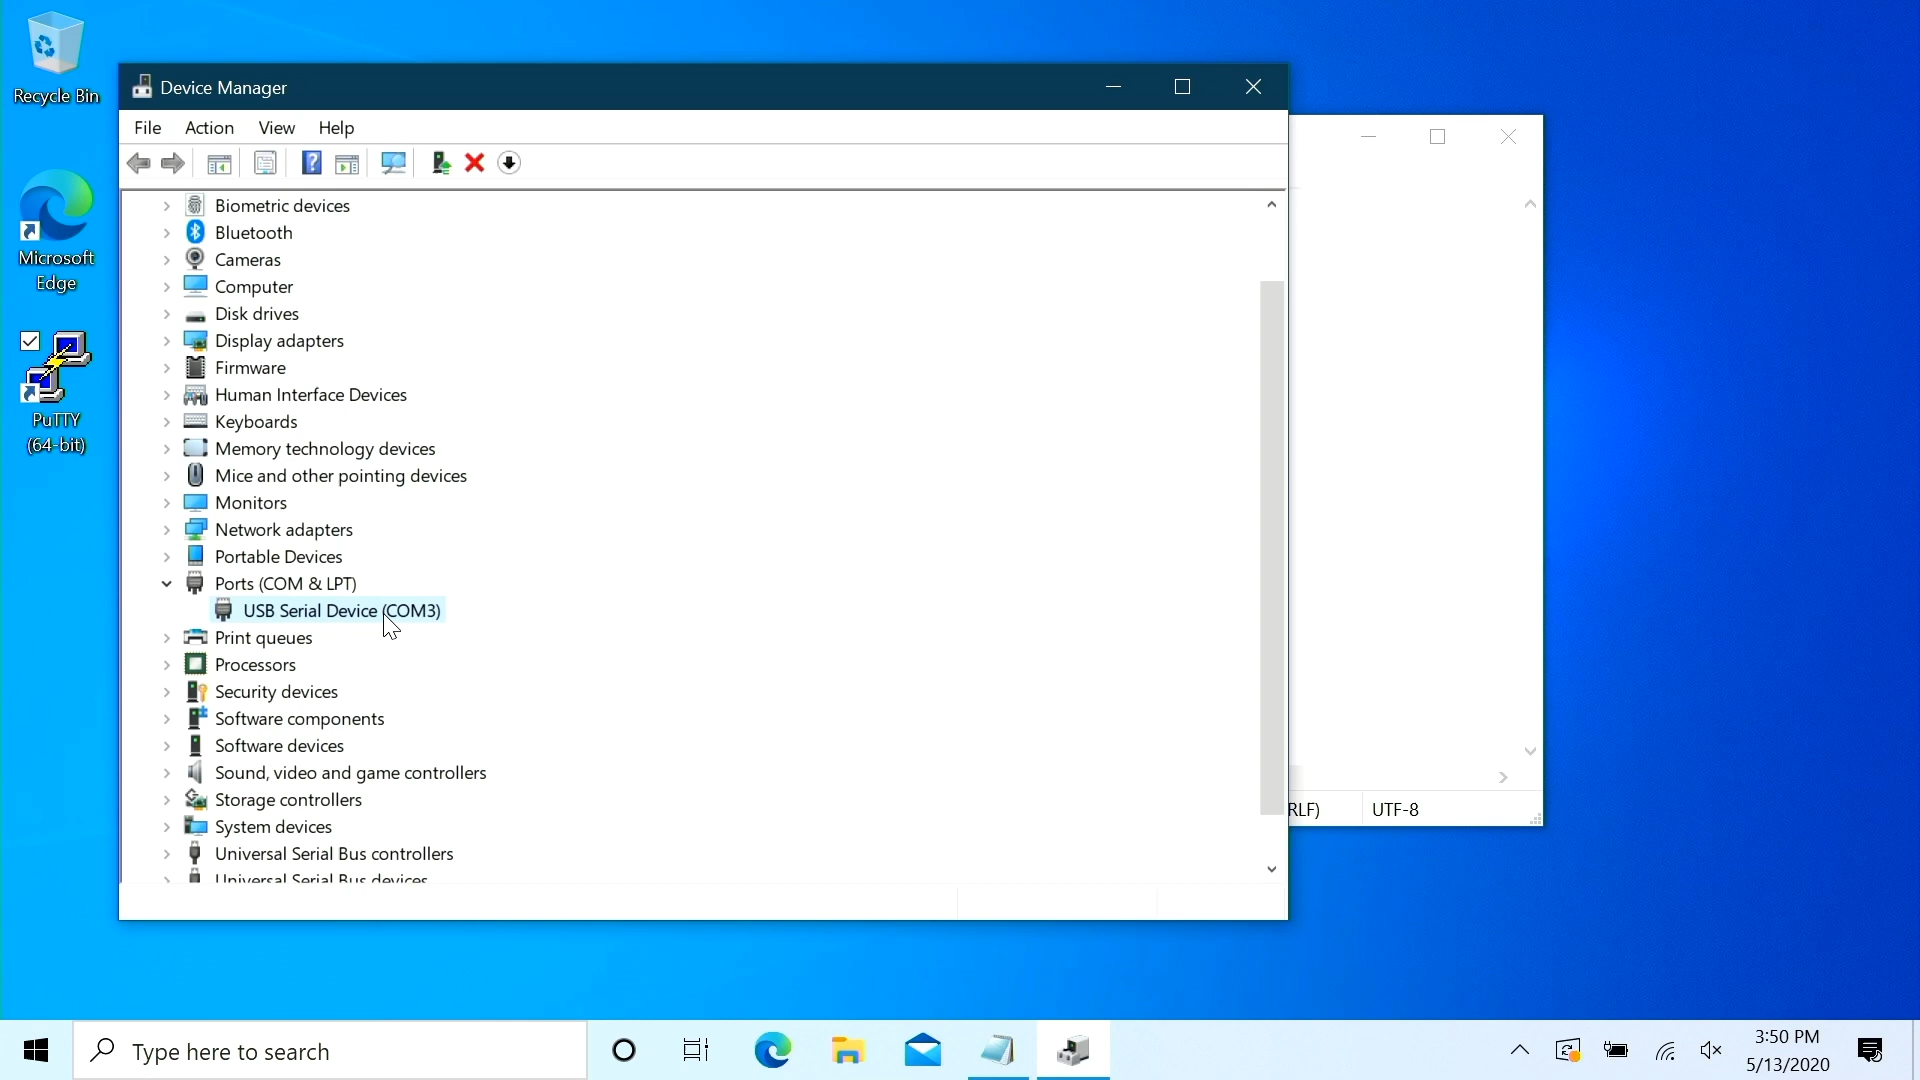 Recycle Bin
Microsoft
Edge
PuTTY
(64-bit)
Device Manager
File Action View Help
Biometric devices
Bluetooth
Cameras
Computer
Disk drives
Display adapters
Firmware
Human Interface Devices
Keyboards
Memory technology devices
Mice and other pointing devices
Monitors
Network adapters
Portable Devices
Ports (COM & LPT)
USB Serial Device (COM3)
Print queues
Processors
Security devices
Software components
Software devices
Sound, video and game controllers
Storage controllers
System devices
Universal Serial Bus controllers
Universal Serial Bus devices
RLF) UTF-8
Type here to search
3:50 PM
5/13/2020